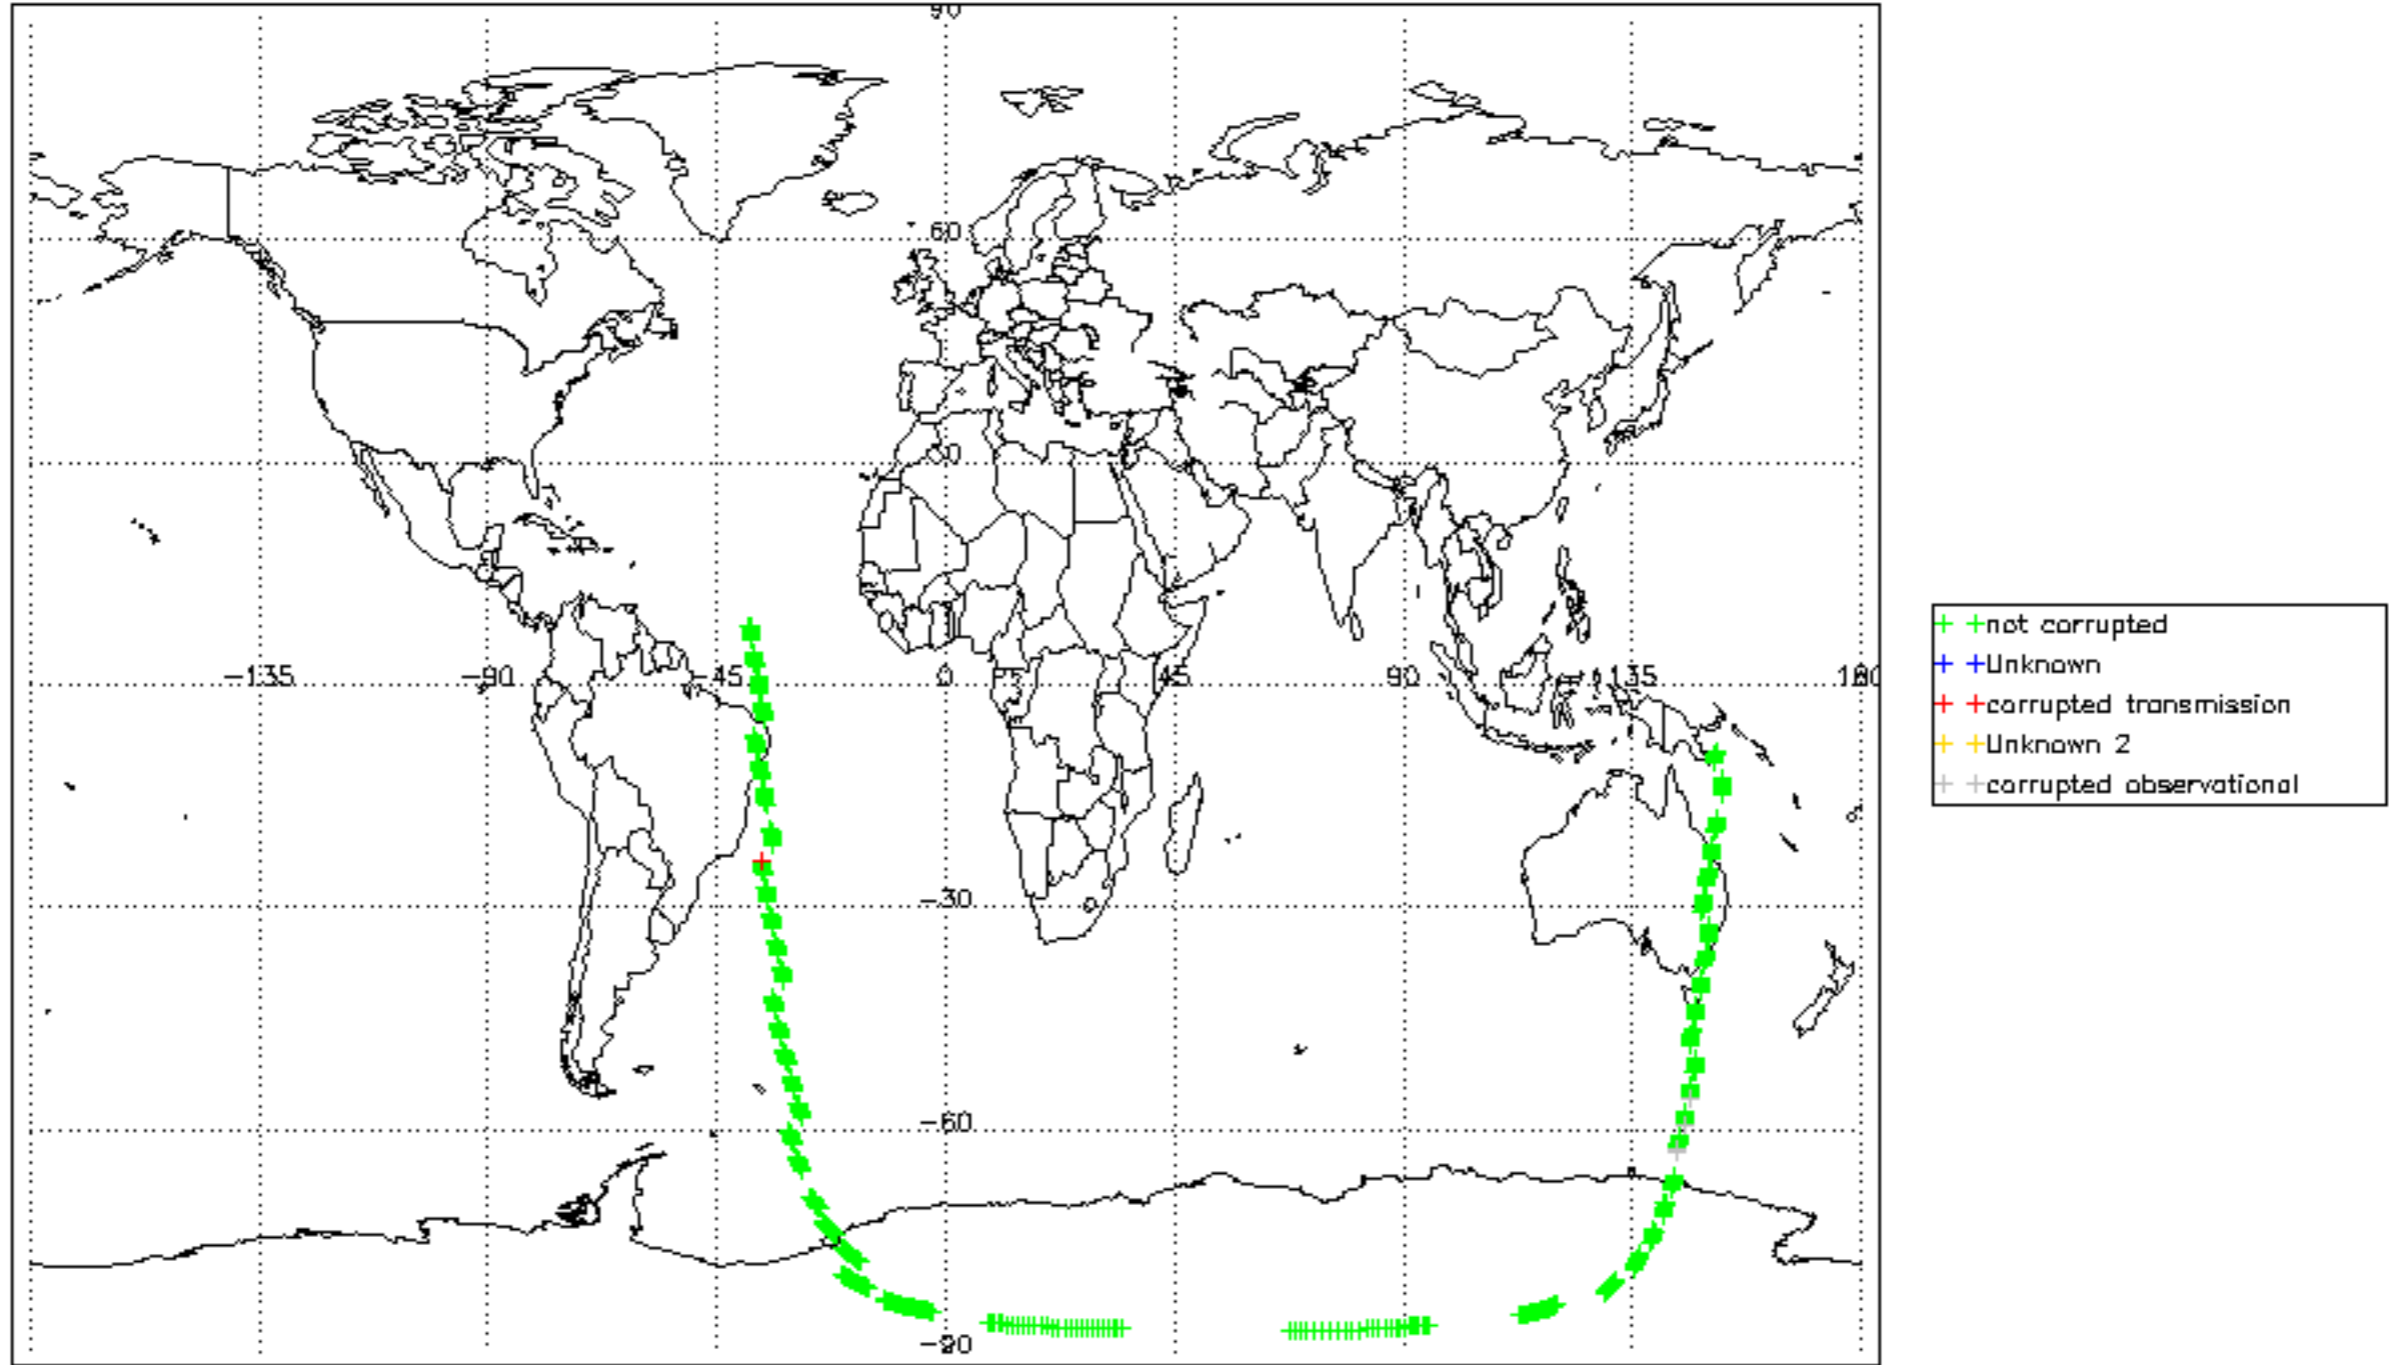 90
60
30
-135
-90
-45
0
45
90
135
180
-30
-60
-90
not corrupted
Unknown
corrupted transmission
Unknown 2
corrupted observational